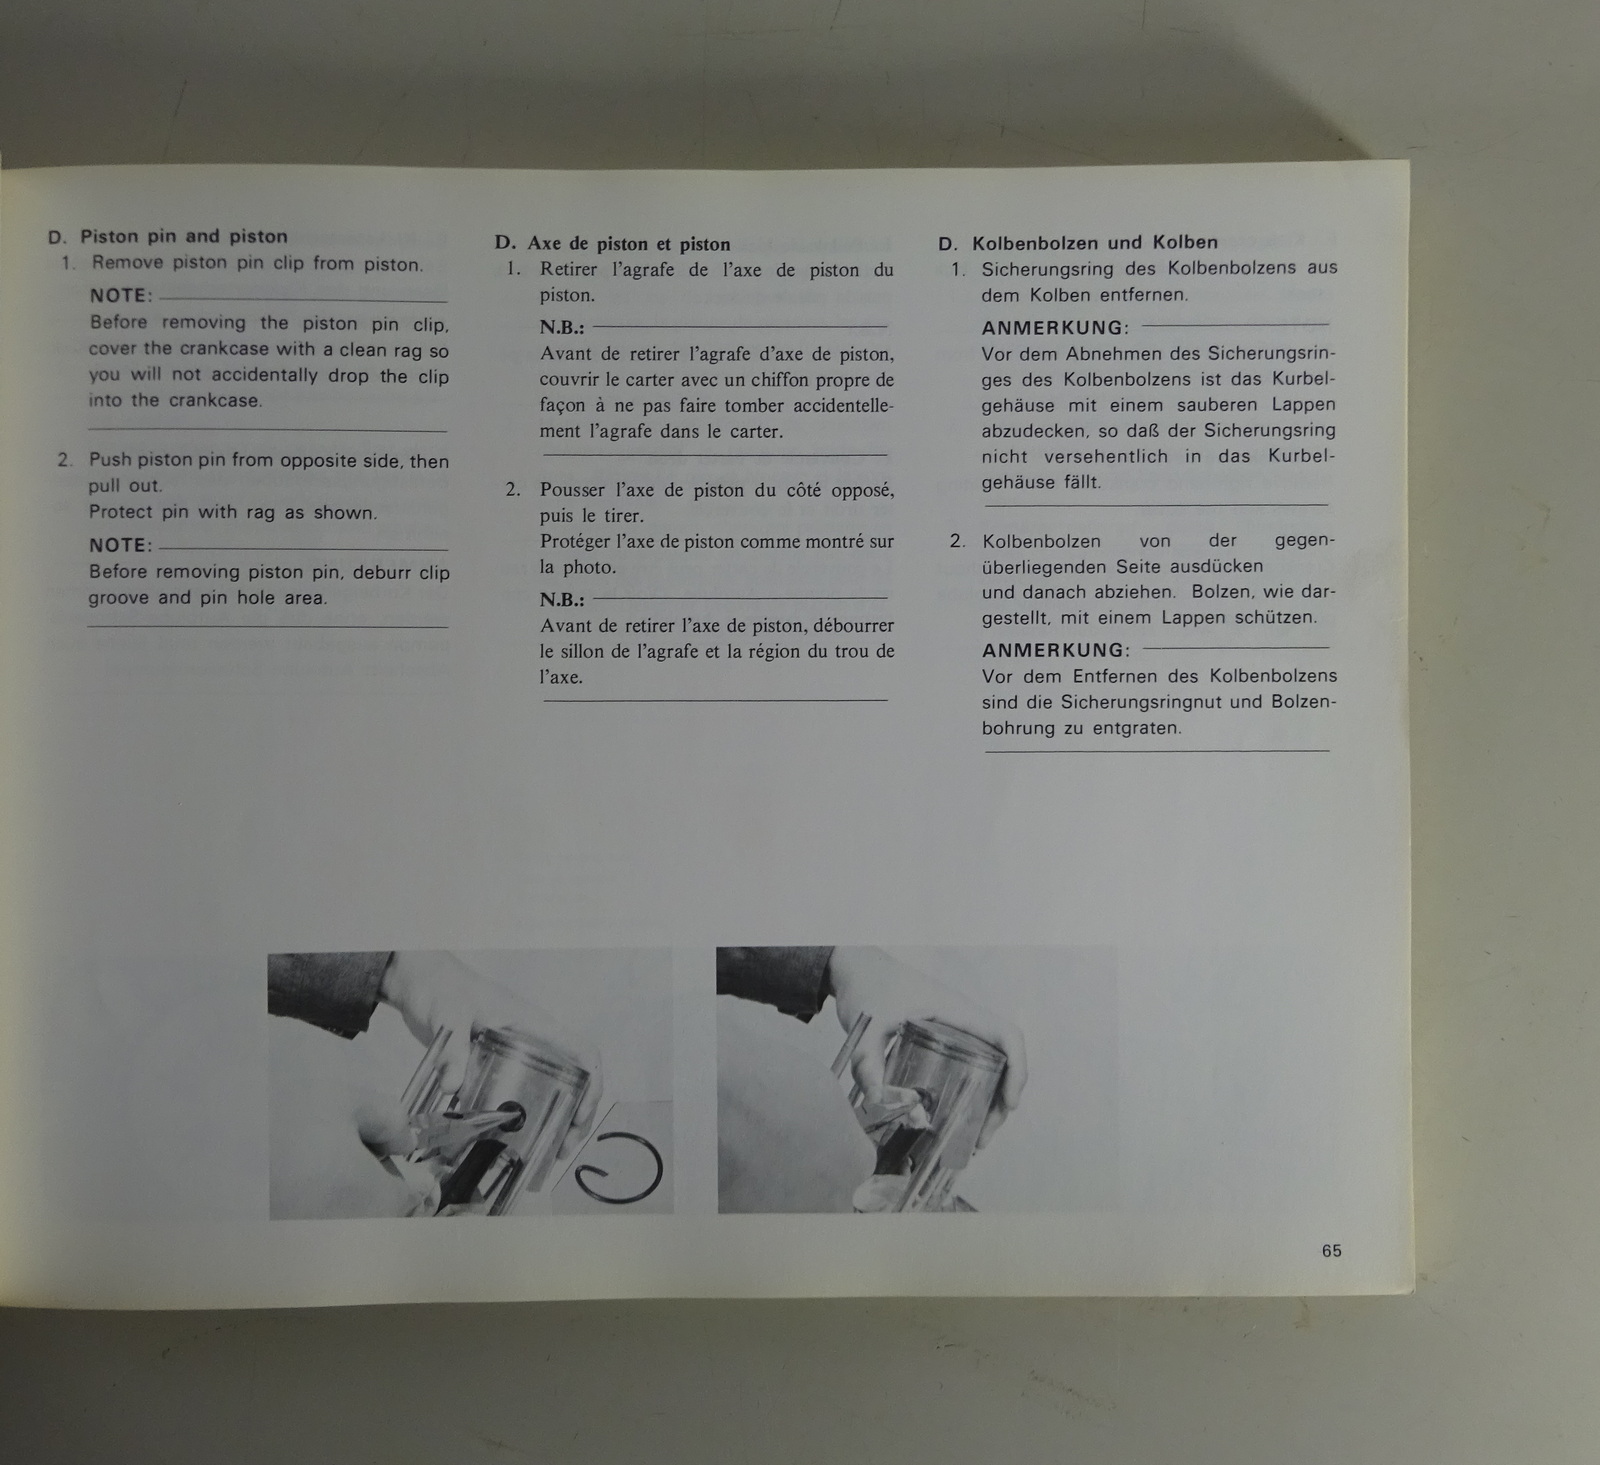 D. Piston pin and piston
1. Remove piston pin clip from piston.
NOTE:
Before removing the piston pin clip,
cover the crankcase with a clean rag so
you will not accidentally drop the clip
into the crankcase.
2. Push piston pin from opposite side, then
pull out.
Protect pin with rag as shown.
NOTE:
Before removing piston pin, deburr clip
groove and pin hole area.
D. Axe de piston et piston
1. Retirer l'agrafe de l'axe de piston du
piston.
N.B.:
Avant de retirer l'agrafe d'axe de piston,
couvrir le carter avec un chiffon propre de
façon à ne pas faire tomber accidentelle-
ment l'agrafe dans le carter.
2. Pousser l'axe de piston du côté opposé,
puis le tirer.
Protéger l'axe de piston comme montré sur
la photo.
N.B.:
Avant de retirer l'axe de piston, débourrer
le sillon de l'agrafe et la région du trou de
l'axe.
D. Kolbenbolzen und Kolben
1. Sicherungsring des Kolbenbolzens aus
dem Kolben entfernen.
ANMERKUNG:
Vor dem Abnehmen des Sicherungsrin-
ges des Kolbenbolzens ist das Kurbel-
gehäuse mit einem sauberen Lappen
abzudecken, so daß der Sicherungsring
nicht versehentlich in das Kurbel-
gehäuse fällt.
2. Kolbenbolzen von der gegen-
überliegenden Seite ausdücken
und danach abziehen. Bolzen, wie dar-
gestellt, mit einem Lappen schützen.
ANMERKUNG:
Vor dem Entfernen des Kolbenbolzens
sind die Sicherungsringnut und Bolzen-
bohrung zu entgraten.
65